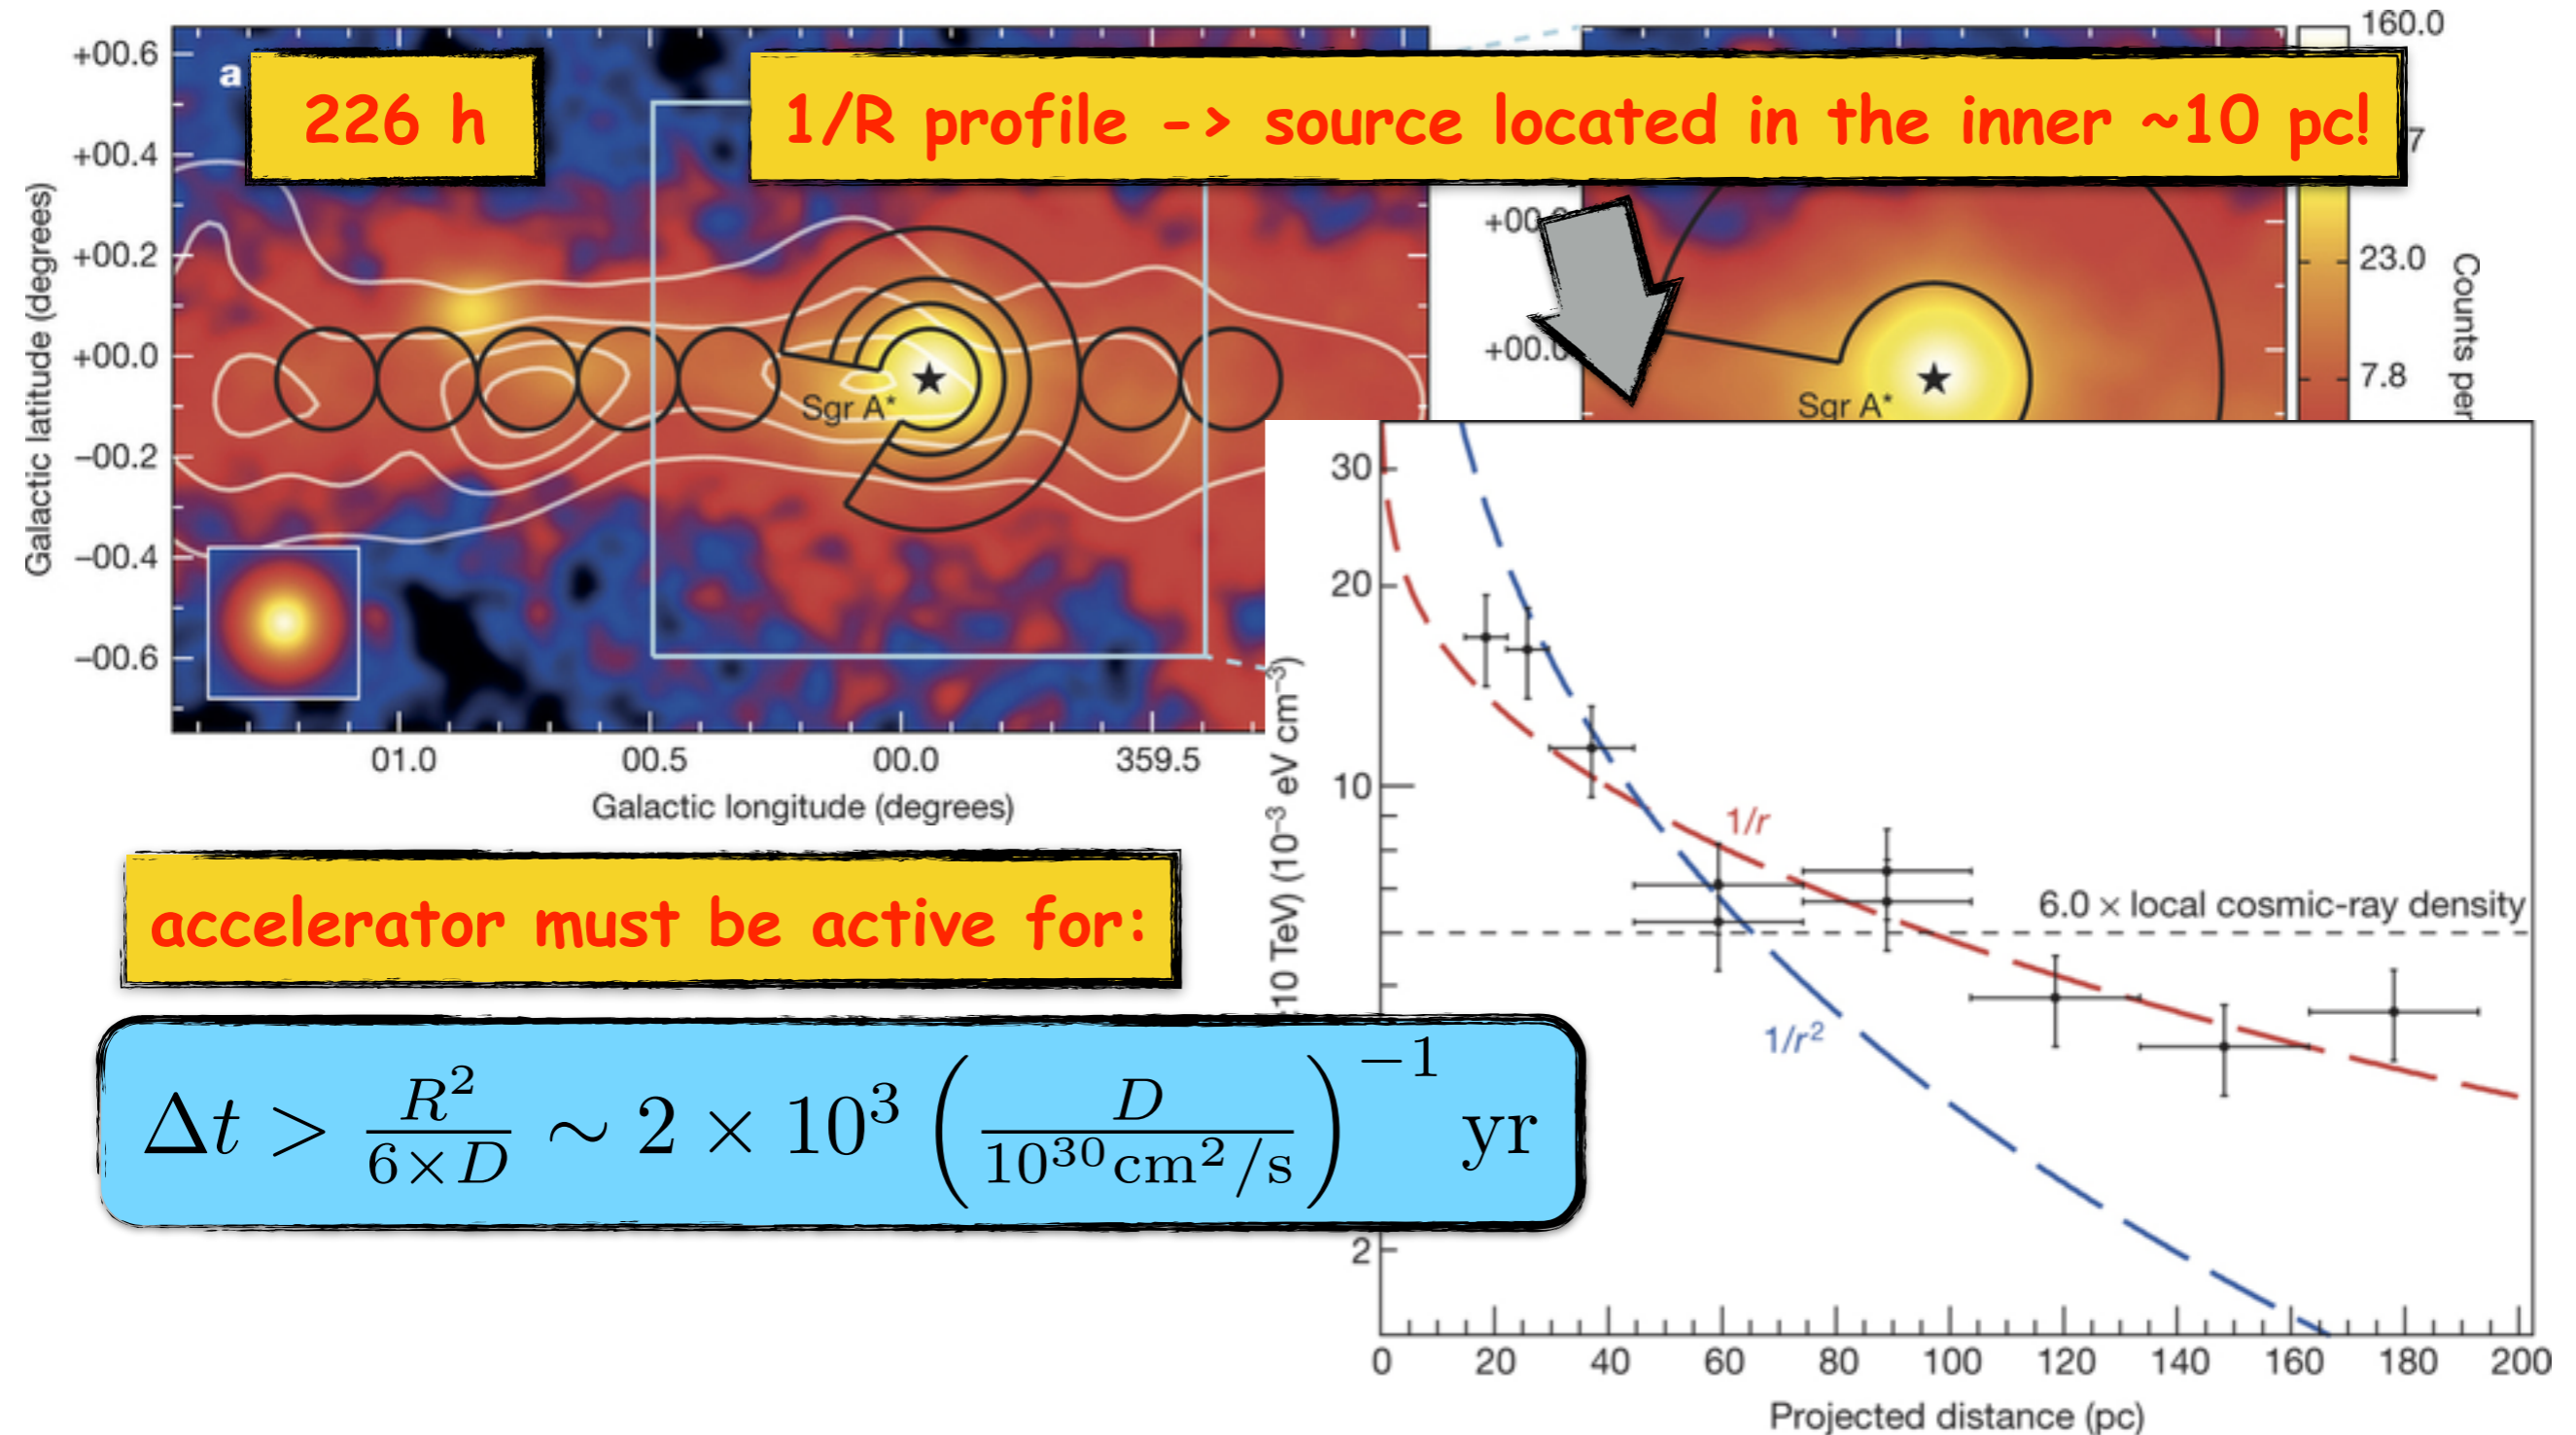 226 h
1/R profile -> source located in the inner ~10 pc!
a
+00.6
+00.4
+00.2
+00.0
−00.2
−00.4
−00.6
Galactic latitude (degrees)
Sgr A*
01.0 00.5 00.0 359.5
Galactic longitude (degrees)
+00.0
Sgr A*
160.0
7
23.0
7.8
Counts per
accelerator must be active for:
Δt > R²/(6×D) ∼ 2 × 10³ (D/10³⁰cm²/s)⁻¹ yr
30
20
10
2
10 TeV) (10⁻³ eV cm⁻³)
1/r
6.0 × local cosmic-ray density
1/r²
0 20 40 60 80 100 120 140 160 180 200
Projected distance (pc)